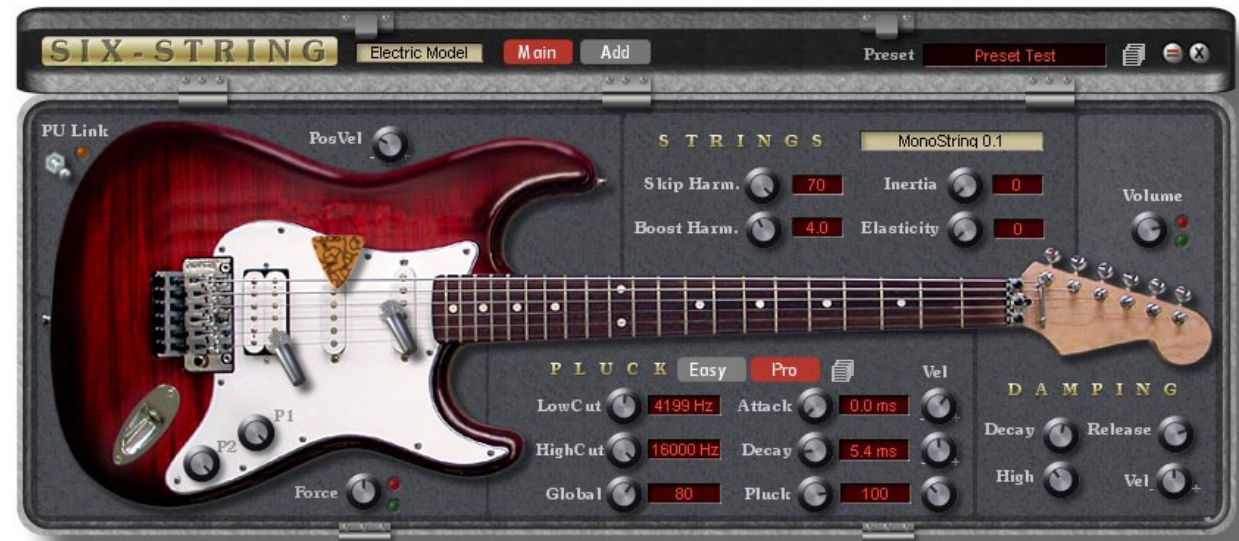 SIX-STRING Electric Model Main Add Preset Preset Test X
PU Link
PosVel - +
STRINGS MonoString 0.1
Skip Harm. 70 Inertia 0
Boost Harm. 4.0 Elasticity 0
Volume
PLUCK Easy Pro Vel
LowCut 4199 Hz Attack 0.0 ms - +
HighCut 16000 Hz Decay 5.4 ms - +
Global 80 Pluck 100
P1
P2
Force
DAMPING
Decay Release
High Vel - +